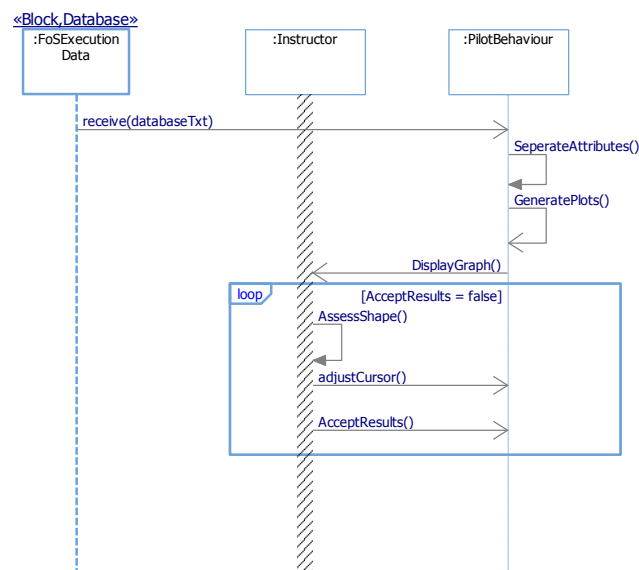 «Block,Database»
:FoSExecution
Data
:Instructor
:PilotBehaviour
receive(databaseTxt)
SeperateAttributes()
GeneratePlots()
DisplayGraph()
loop
[AcceptResults = false]
AssessShape()
adjustCursor()
AcceptResults()